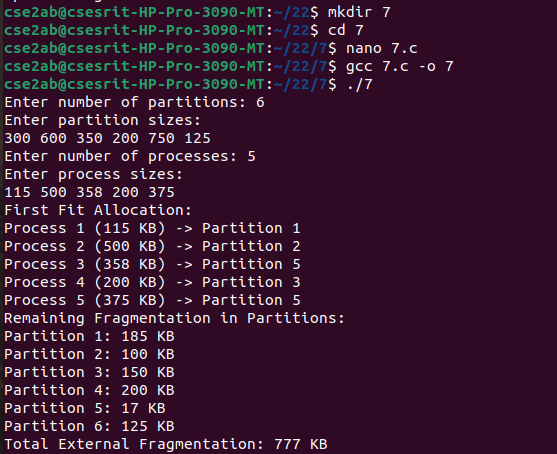 cse2ab@csesrit-HP-Pro-3090-MT:~/22$ mkdir 7
cse2ab@csesrit-HP-Pro-3090-MT:~/22$ cd 7
cse2ab@csesrit-HP-Pro-3090-MT:~/22/7$ nano 7.c
cse2ab@csesrit-HP-Pro-3090-MT:~/22/7$ gcc 7.c -o 7
cse2ab@csesrit-HP-Pro-3090-MT:~/22/7$ ./7
Enter number of partitions: 6
Enter partition sizes:
300 600 350 200 750 125
Enter number of processes: 5
Enter process sizes:
115 500 358 200 375
First Fit Allocation:
Process 1 (115 KB) -> Partition 1
Process 2 (500 KB) -> Partition 2
Process 3 (358 KB) -> Partition 5
Process 4 (200 KB) -> Partition 3
Process 5 (375 KB) -> Partition 5
Remaining Fragmentation in Partitions:
Partition 1: 185 KB
Partition 2: 100 KB
Partition 3: 150 KB
Partition 4: 200 KB
Partition 5: 17 KB
Partition 6: 125 KB
Total External Fragmentation: 777 KB